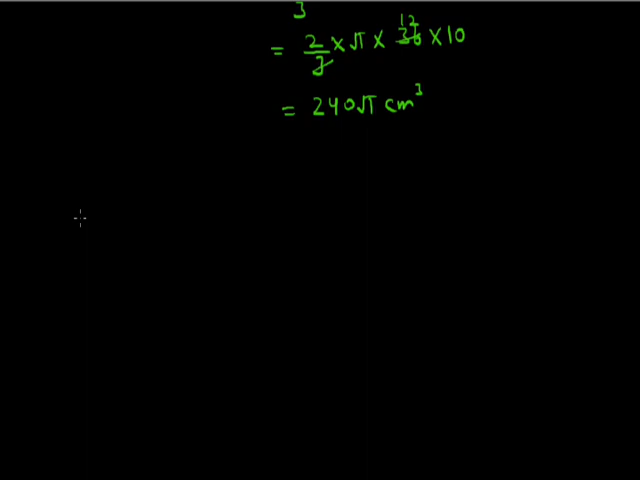 3
= 2/3 × π × 36 12 × 10
= 240π cm³